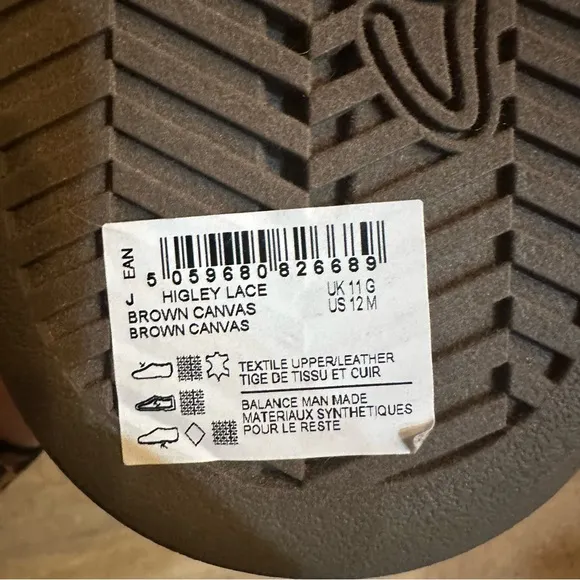 EAN
5 059680 826689
J HIGLEY LACE UK 11 G
BROWN CANVAS US 12 M
BROWN CANVAS
TEXTILE UPPER/LEATHER
TIGE DE TISSU ET CUIR
BALANCE MAN MADE
MATERIAUX SYNTHETIQUES
POUR LE RESTE